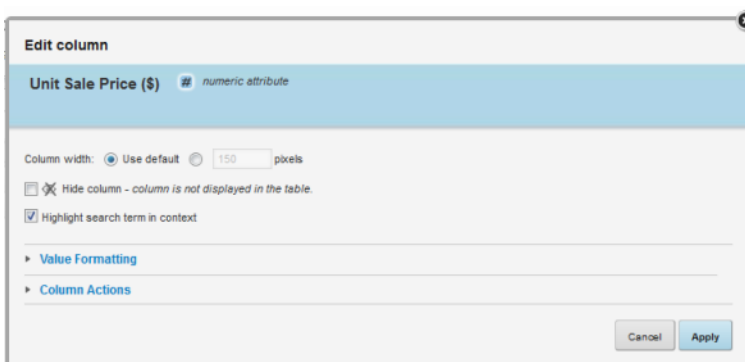 Edit column
Unit Sale Price ($) # numeric attribute
Column width: Use default 150 pixels
Hide column - column is not displayed in the table.
Highlight search term in context
Value Formatting
Column Actions
Cancel Apply